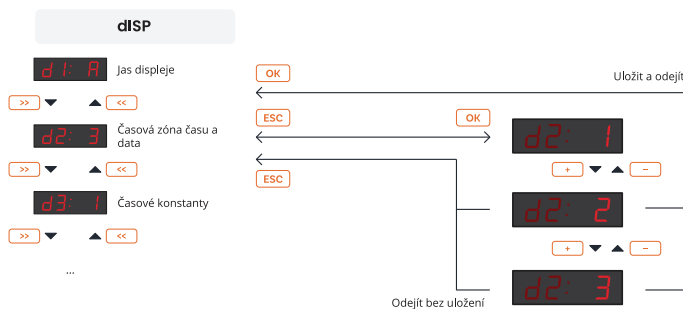 dISP
d1: A
Jas displeje
OK
Uložit a odejít
>>
<<
ESC
OK
d2: 3
Časová zóna času a
data
d2: 1
>>
<<
ESC
+
−
d3: 1
Časové konstanty
d2: 2
>>
<<
+
−
...
d2: 3
Odejít bez uložení